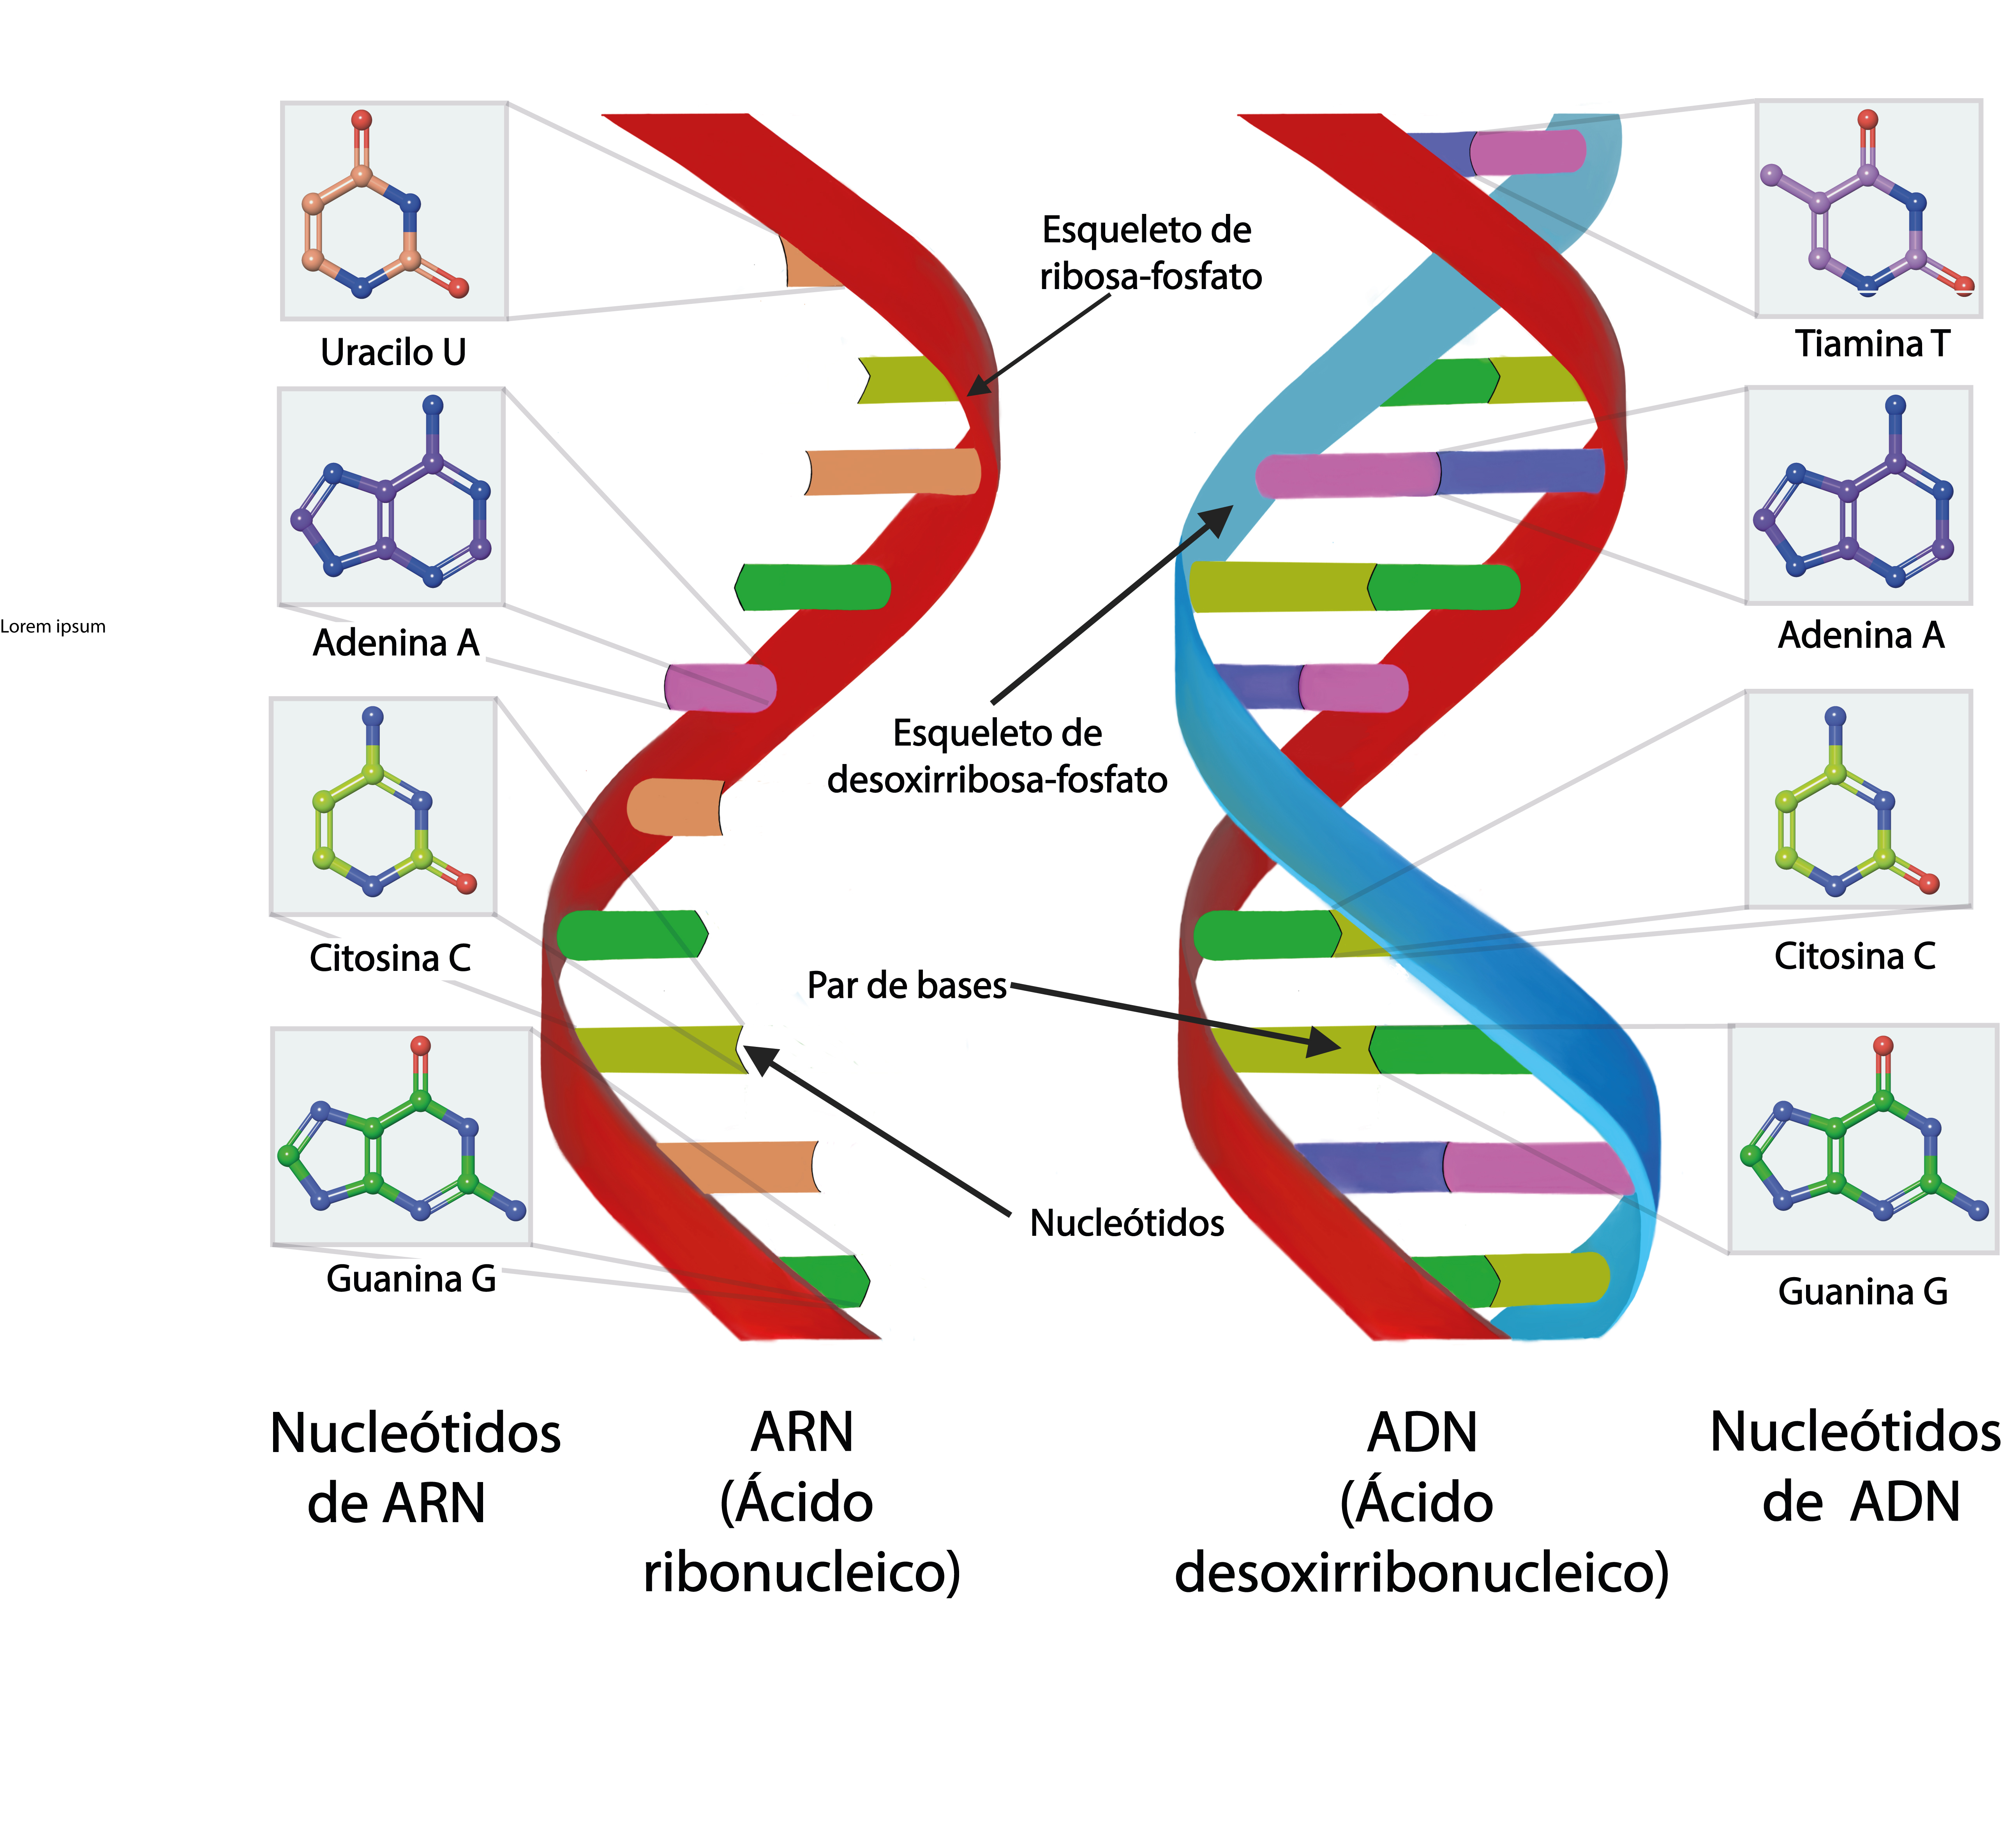 Esqueleto de
ribosa-fosfato
Uracilo U
Tiamina T
Lorem ipsum
Adenina A
Adenina A
Esqueleto de
desoxirribosa-fosfato
Citosina C
Citosina C
Par de bases
Nucleótidos
Guanina G
Guanina G
Nucleótidos
de ARN
ARN
(Ácido
ribonucleico)
ADN
(Ácido
desoxirribonucleico)
Nucleótidos
de ADN